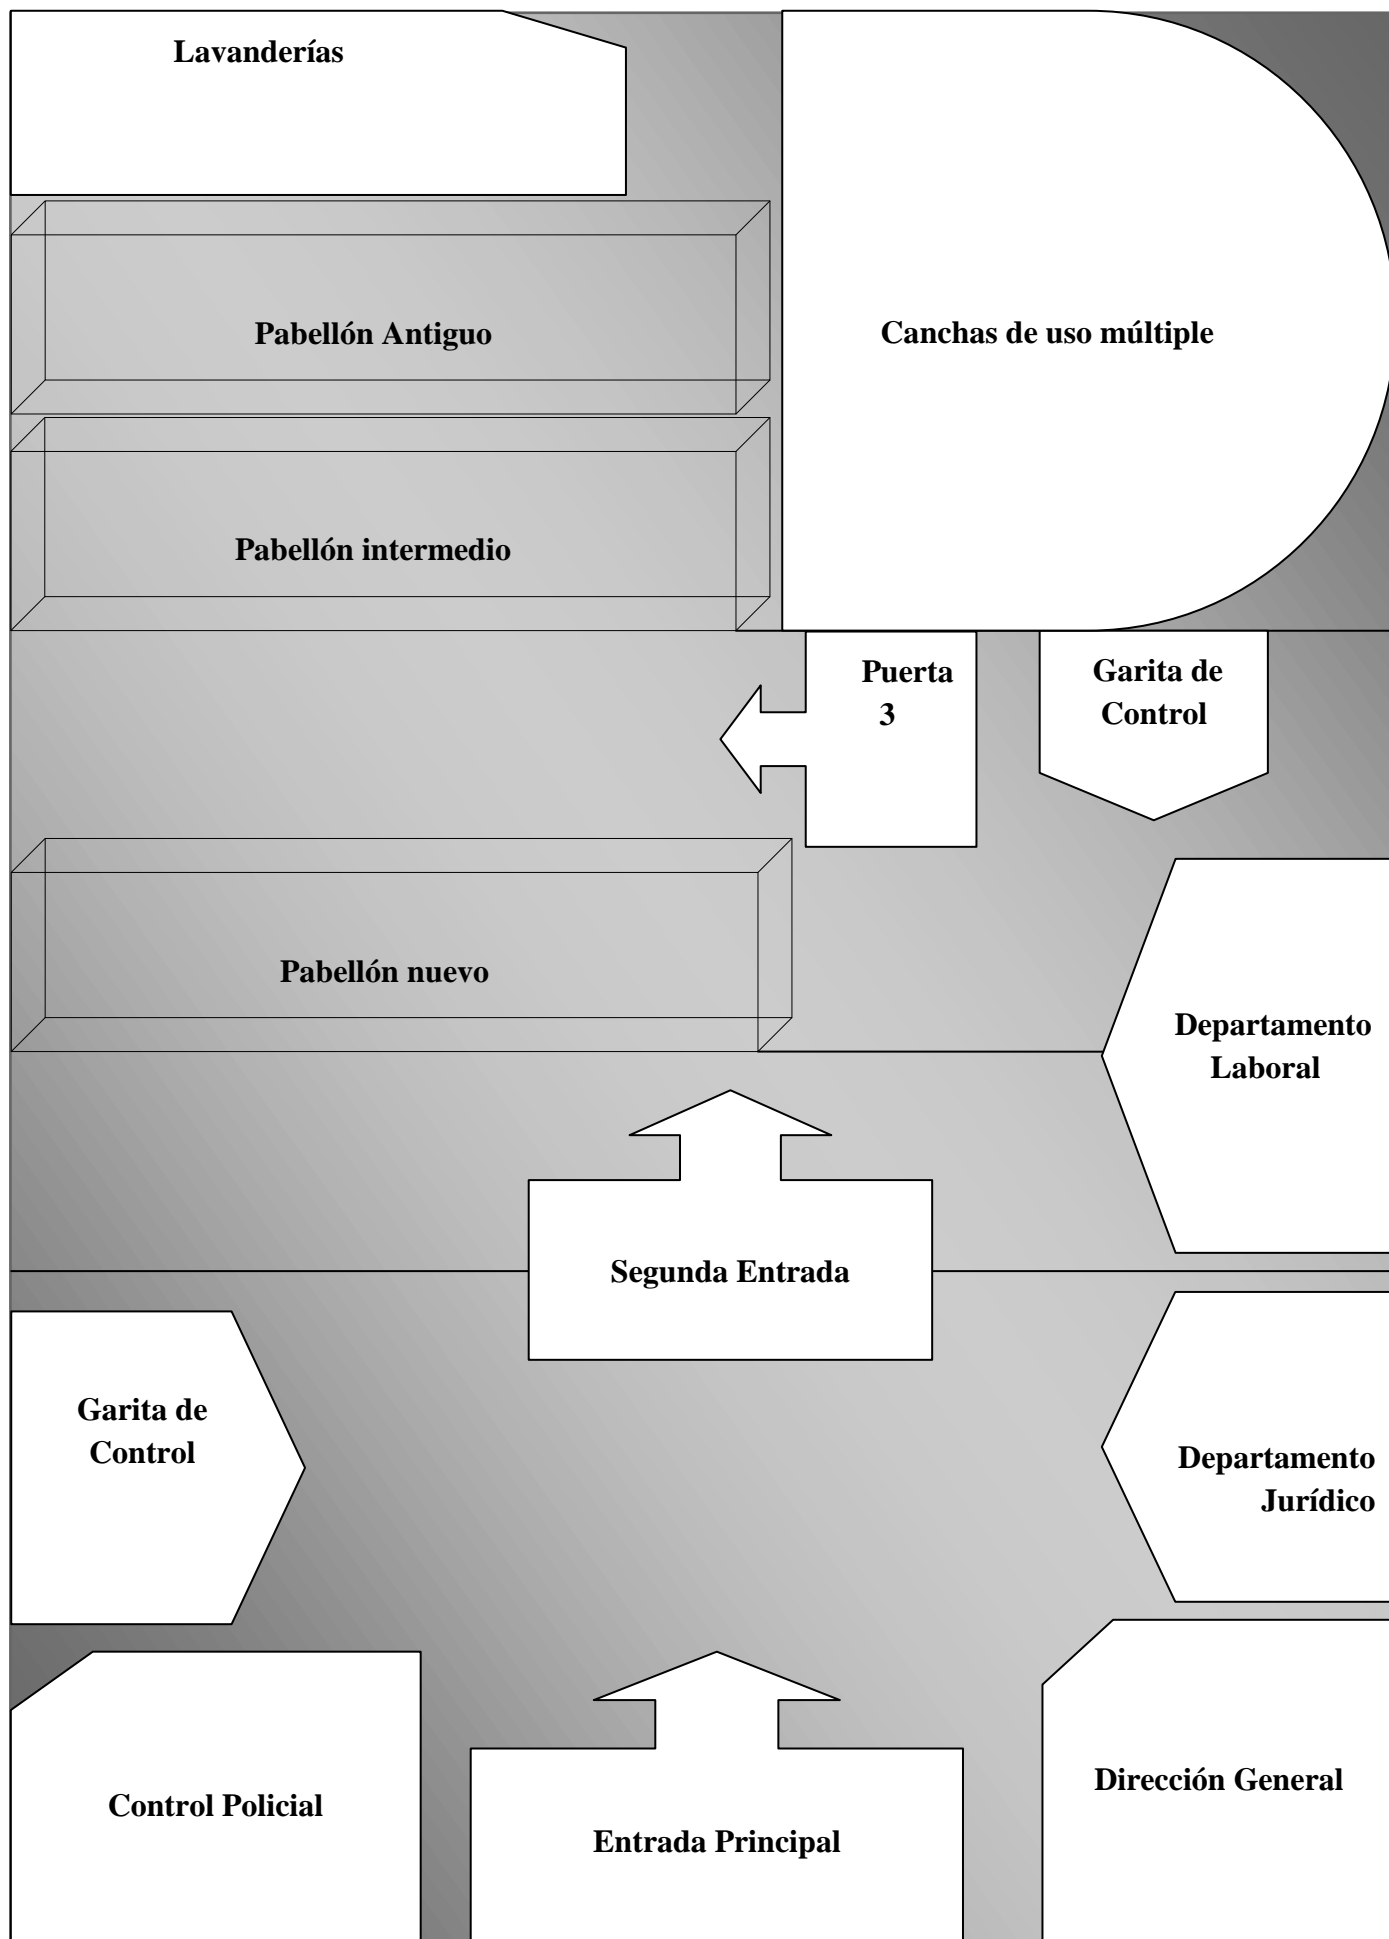 Lavanderías
Pabellón Antiguo
Canchas de uso múltiple
Pabellón intermedio
Puerta
3
Garita de
Control
Pabellón nuevo
Departamento
Laboral
Segunda Entrada
Garita de
Control
Departamento
Jurídico
Control Policial
Entrada Principal
Dirección General